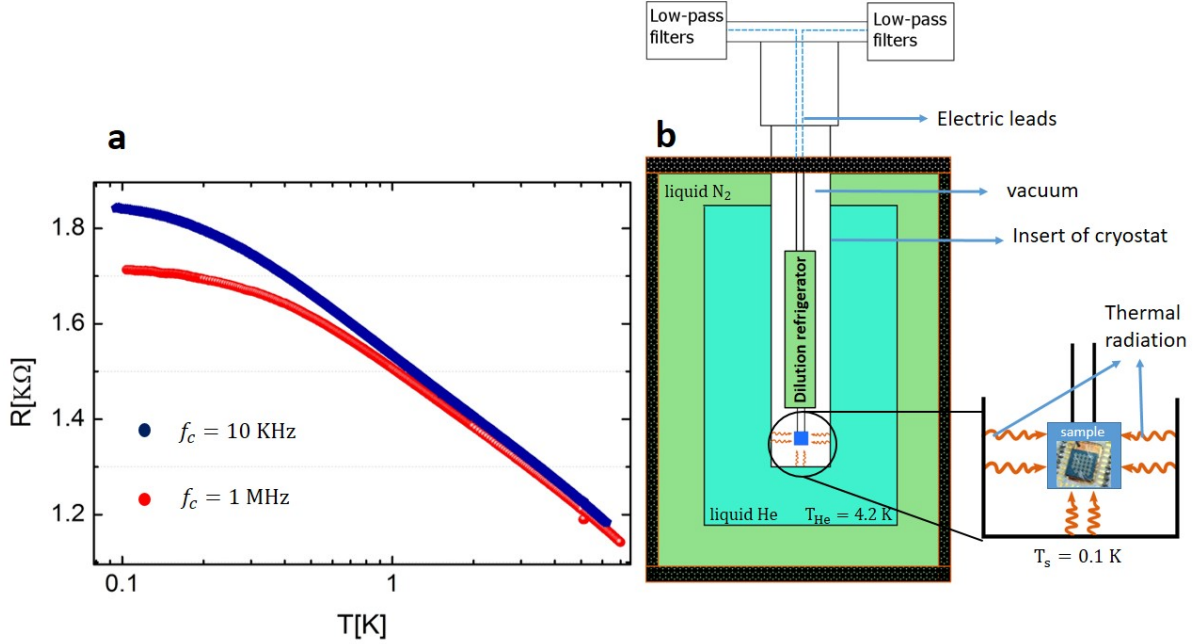 a
R[KΩ]
1.8
1.6
1.4
1.2
0.1
1
T[K]
f_c = 10 KHz
f_c = 1 MHz
b
Low-pass
filters
Low-pass
filters
Electric leads
liquid N₂
vacuum
Insert of cryostat
Dilution refrigerator
liquid He
T_He = 4.2 K
Thermal
radiation
sample
T_s = 0.1 K